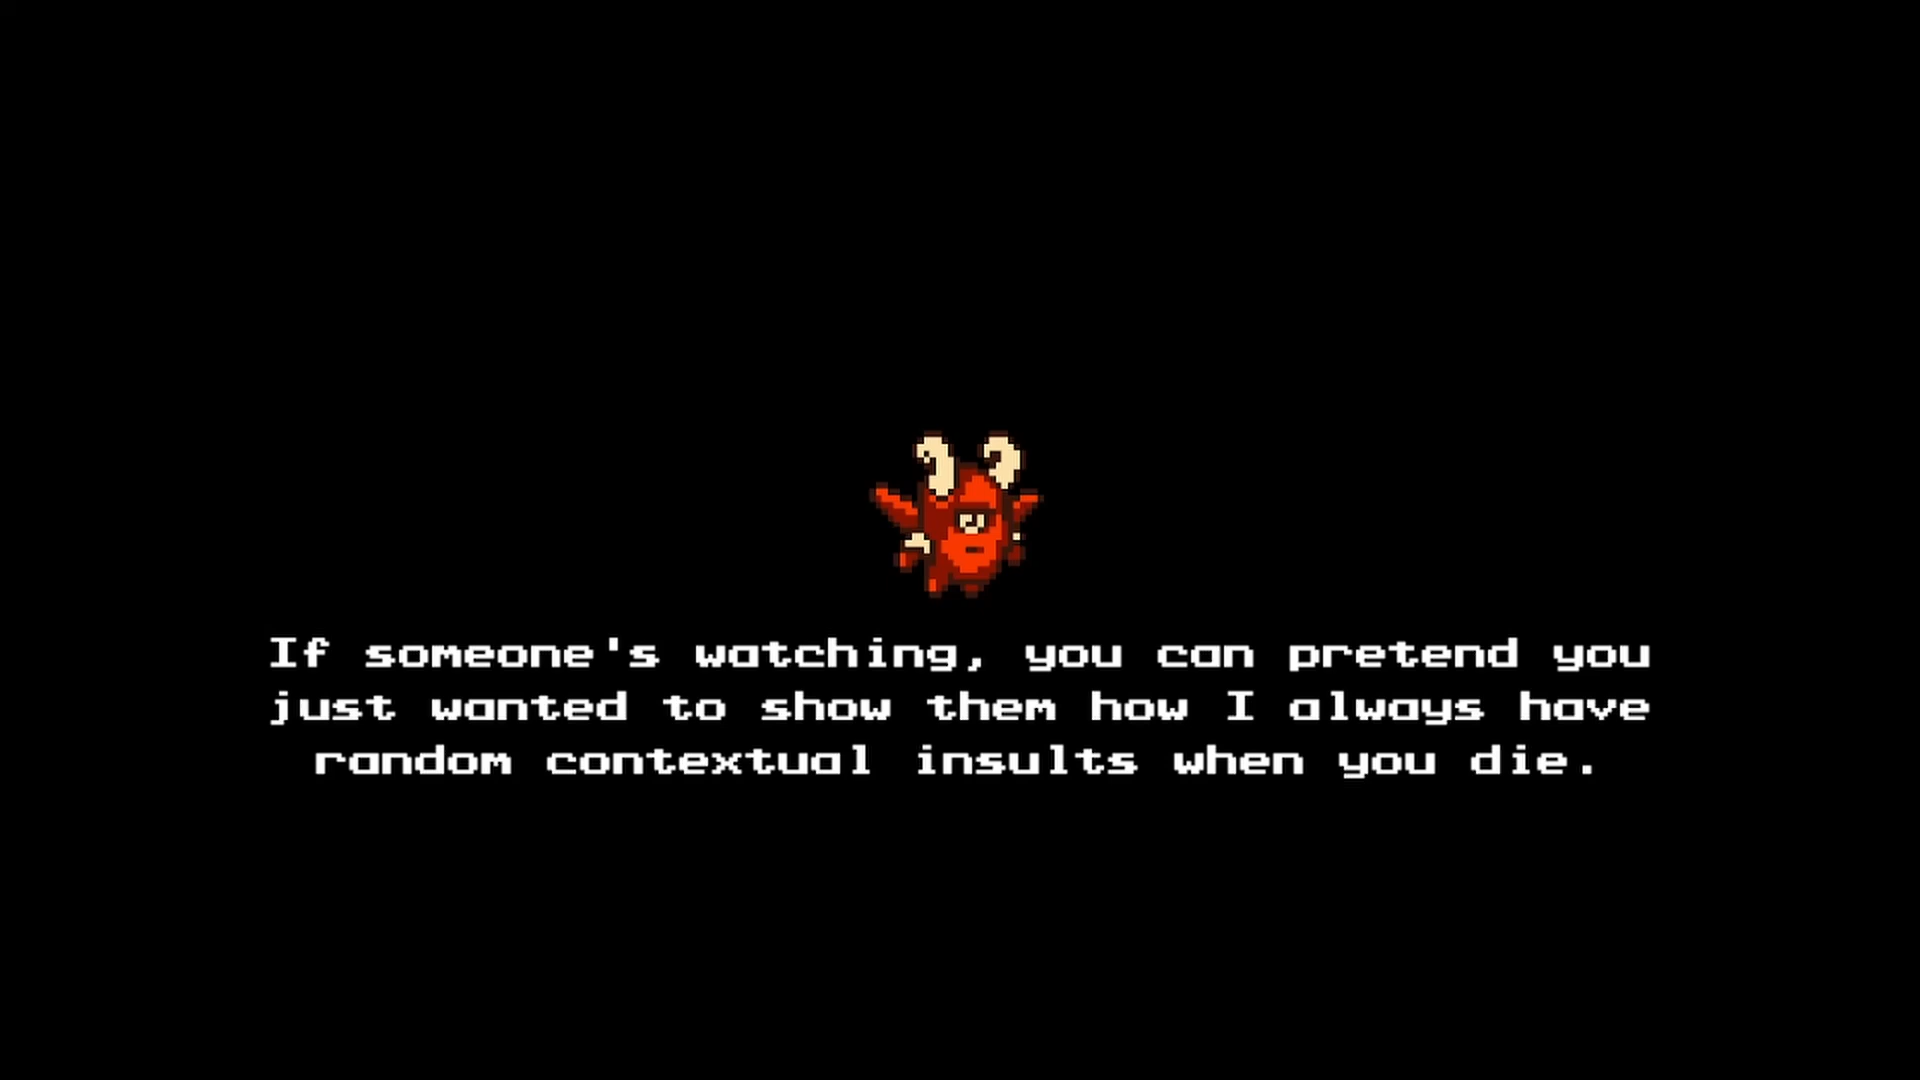 If someone's watching, you can pretend you
just wanted to show them how I always have
random contextual insults when you die.